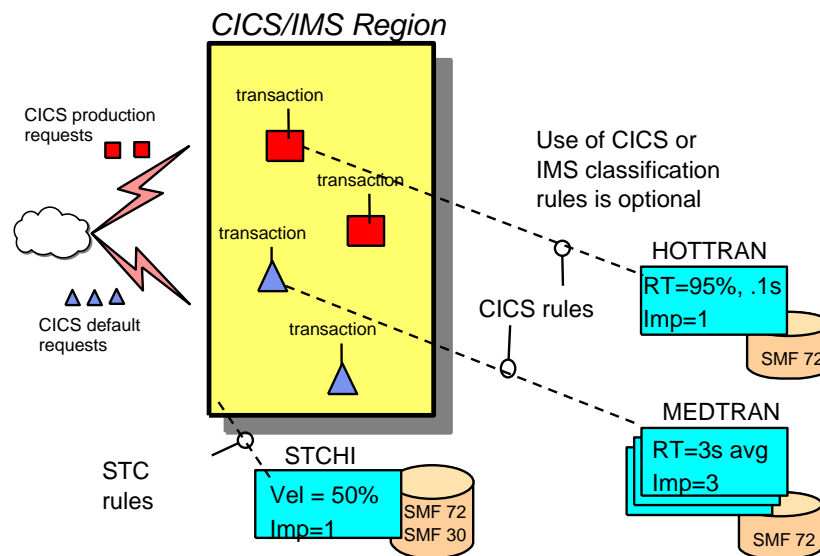 CICS/IMS Region
CICS production
requests
transaction
transaction
transaction
transaction
CICS default
requests
Use of CICS or
IMS classification
rules is optional
HOTTRAN
RT=95%, .1s
Imp=1
SMF 72
CICS rules
MEDTRAN
RT=3s avg
Imp=3
SMF 72
STC
rules
STCHI
Vel = 50%
Imp=1
SMF 72
SMF 30